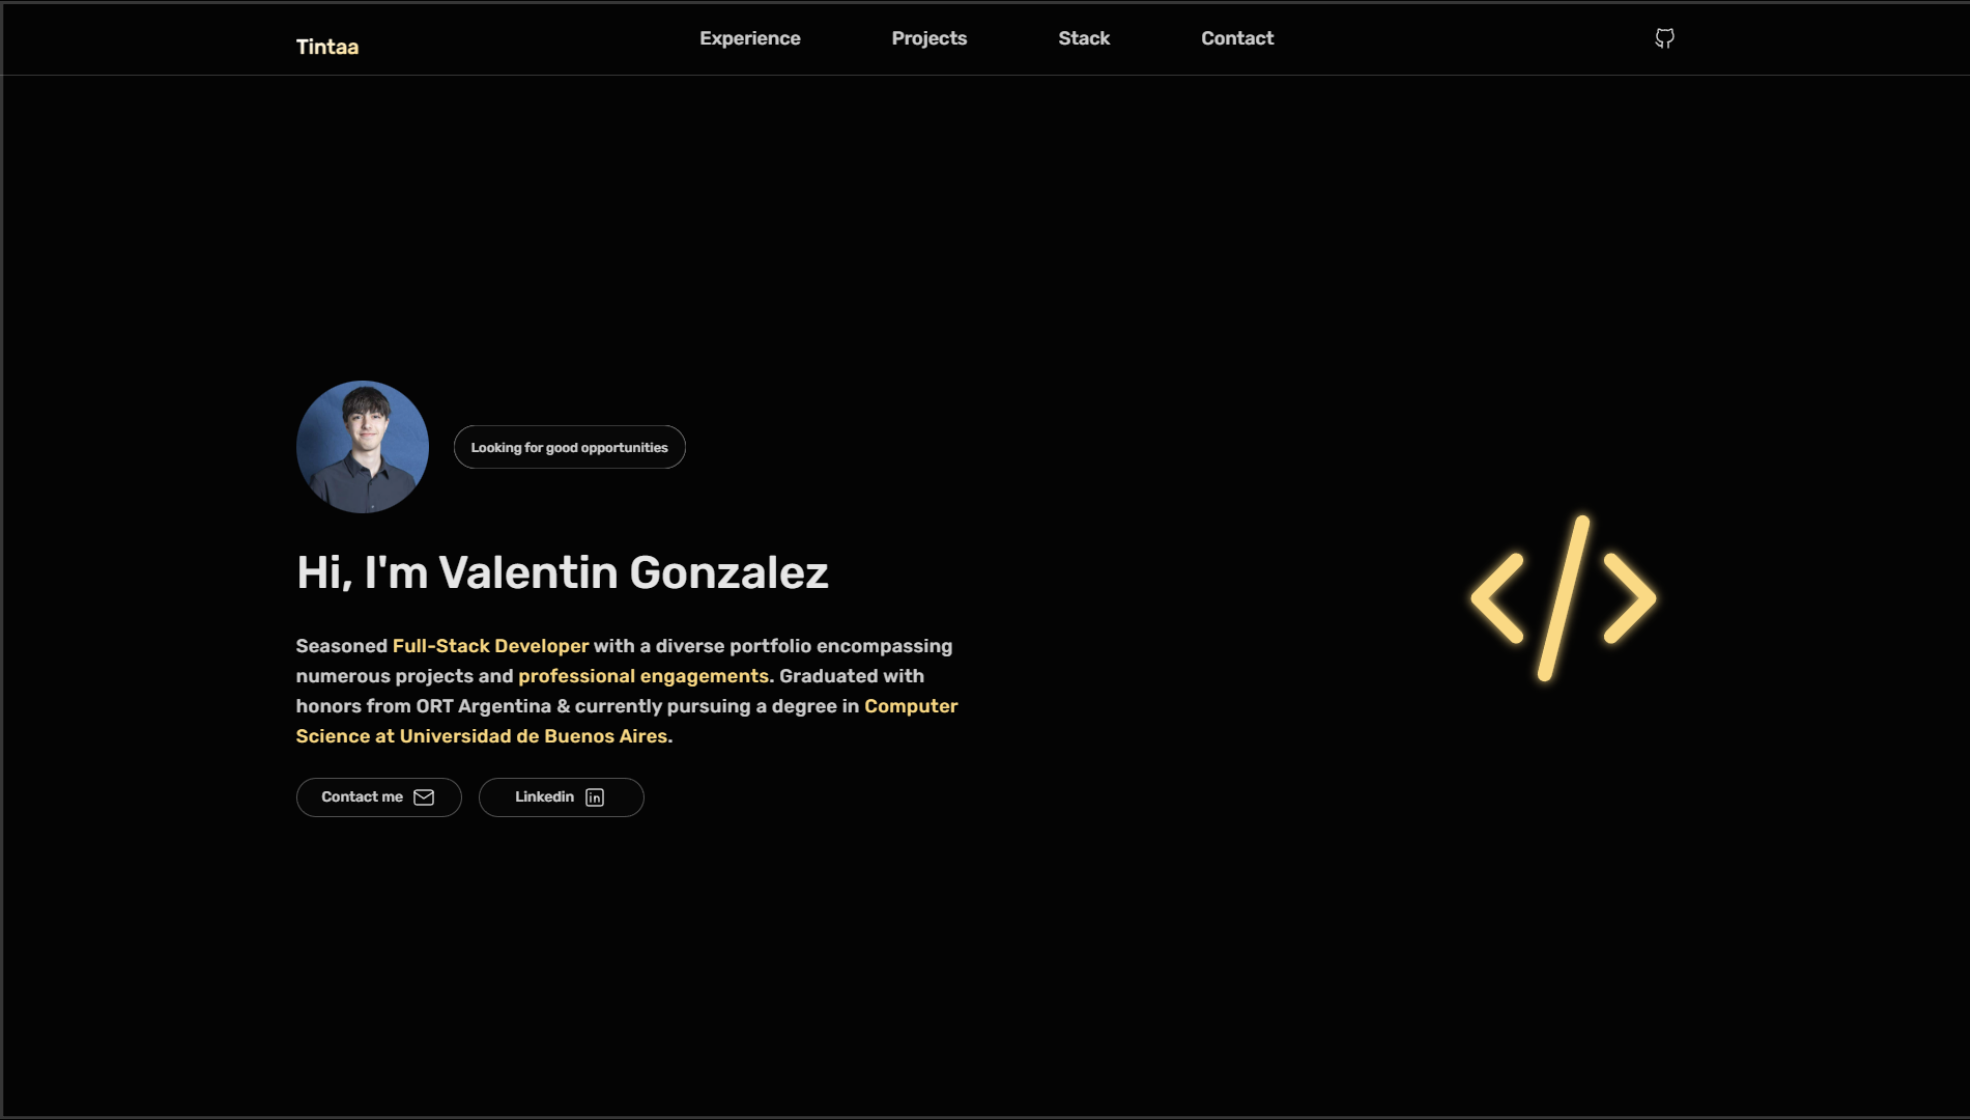 Tintaa
Experience
Projects
Stack
Contact
Looking for good opportunities
Hi, I'm Valentin Gonzalez
Seasoned Full-Stack Developer with a diverse portfolio encompassing
numerous projects and professional engagements. Graduated with
honors from ORT Argentina & currently pursuing a degree in Computer
Science at Universidad de Buenos Aires.
Contact me
Linkedin in